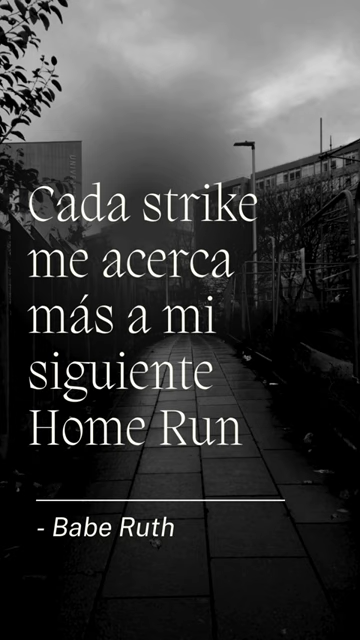 Cada strike
me acerca
más a mi
siguiente
Home Run
- Babe Ruth